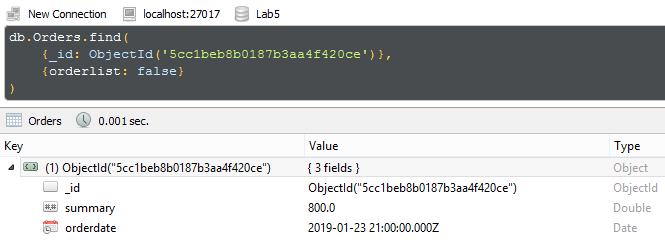 New Connection localhost:27017 Lab5
db.Orders.find(
{_id: ObjectId('5cc1beb8b0187b3aa4f420ce')},
{orderlist: false}
)
Orders 0.001 sec.
Key Value Type
(1) ObjectId("5cc1beb8b0187b3aa4f420ce") { 3 fields } Object
_id ObjectId("5cc1beb8b0187b3aa4f420ce") ObjectId
summary 800.0 Double
orderdate 2019-01-23 21:00:00.000Z Date